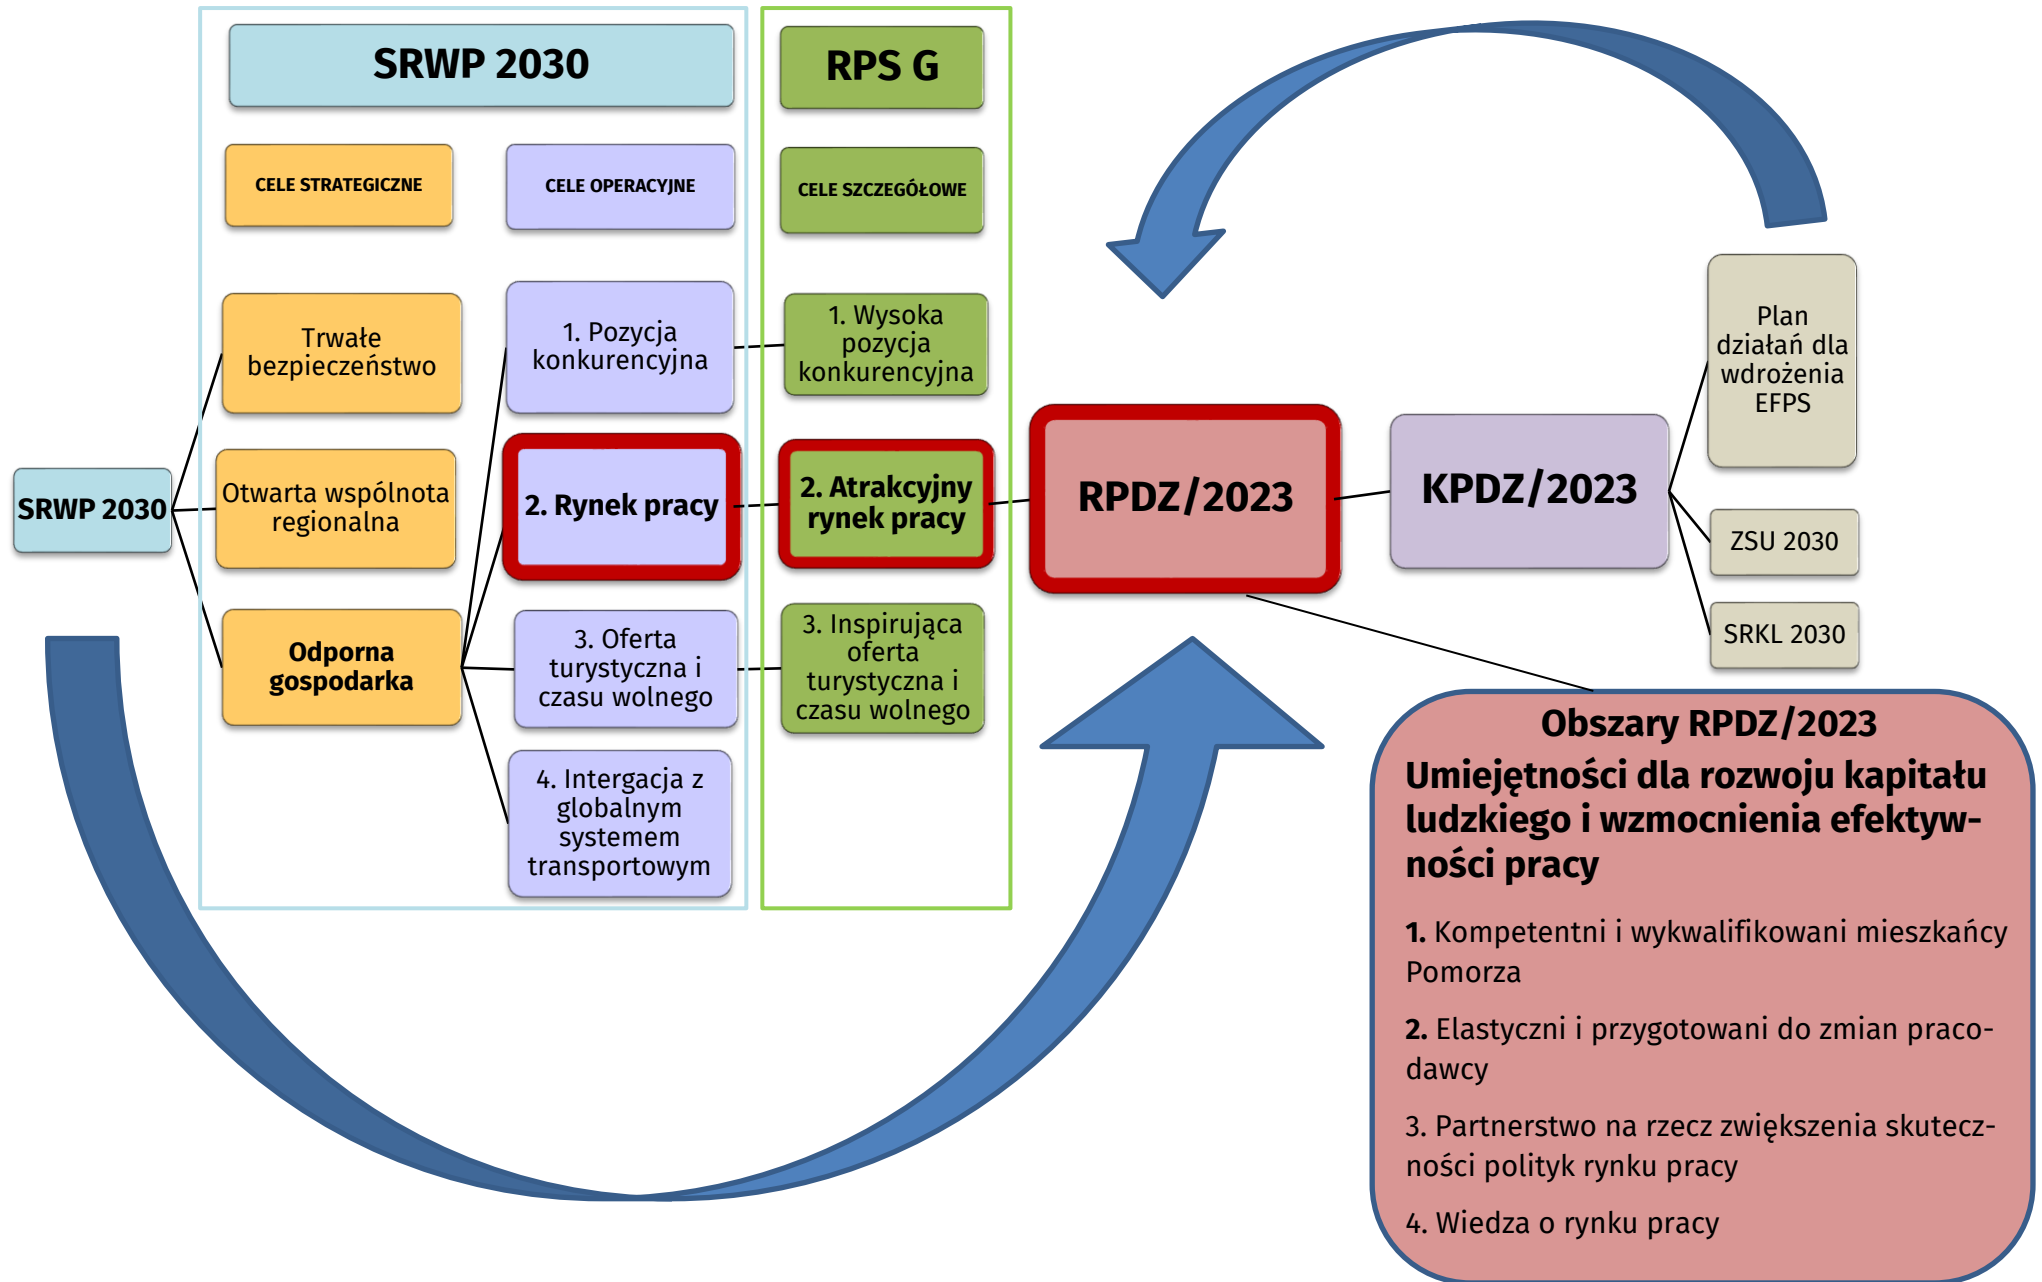 SRWP 2030
RPS G
CELE STRATEGICZNE
CELE OPERACYJNE
CELE SZCZEGÓŁOWE
SRWP 2030
Trwałe
bezpieczeństwo
Otwarta wspólnota
regionalna
Odporna
gospodarka
1. Pozycja
konkurencyjna
2. Rynek pracy
3. Oferta
turystyczna i
czasu wolnego
4. Intergacja z
globalnym
systemem
transportowym
1. Wysoka
pozycja
konkurencyjna
2. Atrakcyjny
rynek pracy
3. Inspirująca
oferta
turystyczna i
czasu wolnego
RPDZ/2023
KPDZ/2023
Plan
działań dla
wdrożenia
EFPS
ZSU 2030
SRKL 2030
Obszary RPDZ/2023
Umiejętności dla rozwoju kapitału
ludzkiego i wzmocnienia efektyw-
ności pracy
1. Kompetentni i wykwalifikowani mieszkańcy
Pomorza
2. Elastyczni i przygotowani do zmian praco-
dawcy
3. Partnerstwo na rzecz zwiększenia skutecz-
ności polityk rynku pracy
4. Wiedza o rynku pracy